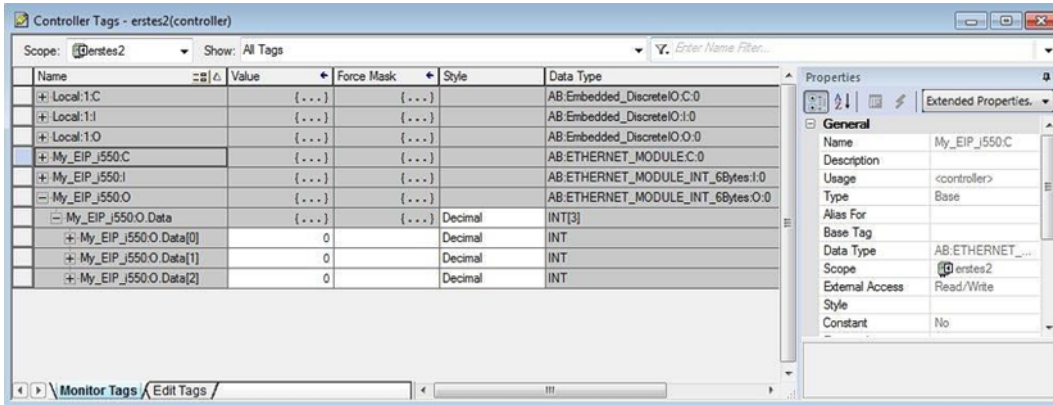 Controller Tags - erstes2(controller)
Scope: erstes2 Show: All Tags Enter Name Filter...
Name Value Force Mask Style Data Type
Local:1:C {...} {...} AB:Embedded_DiscreteIO:C:0
Local:1:I {...} {...} AB:Embedded_DiscreteIO:I:0
Local:1:O {...} {...} AB:Embedded_DiscreteIO:O:0
My_EIP_i550:C {...} {...} AB:ETHERNET_MODULE:C:0
My_EIP_i550:I {...} {...} AB:ETHERNET_MODULE_INT_6Bytes:I:0
My_EIP_i550:O {...} {...} AB:ETHERNET_MODULE_INT_6Bytes:O:0
My_EIP_i550:O.Data {...} {...} Decimal INT[3]
My_EIP_i550:O.Data[0] 0 Decimal INT
My_EIP_i550:O.Data[1] 0 Decimal INT
My_EIP_i550:O.Data[2] 0 Decimal INT
Monitor Tags Edit Tags
Properties
Extended Properties.
General
Name My_EIP_i550:C
Description
Usage <controller>
Type Base
Alias For
Base Tag
Data Type AB:ETHERNET_...
Scope erstes2
External Access Read/Write
Style
Constant No